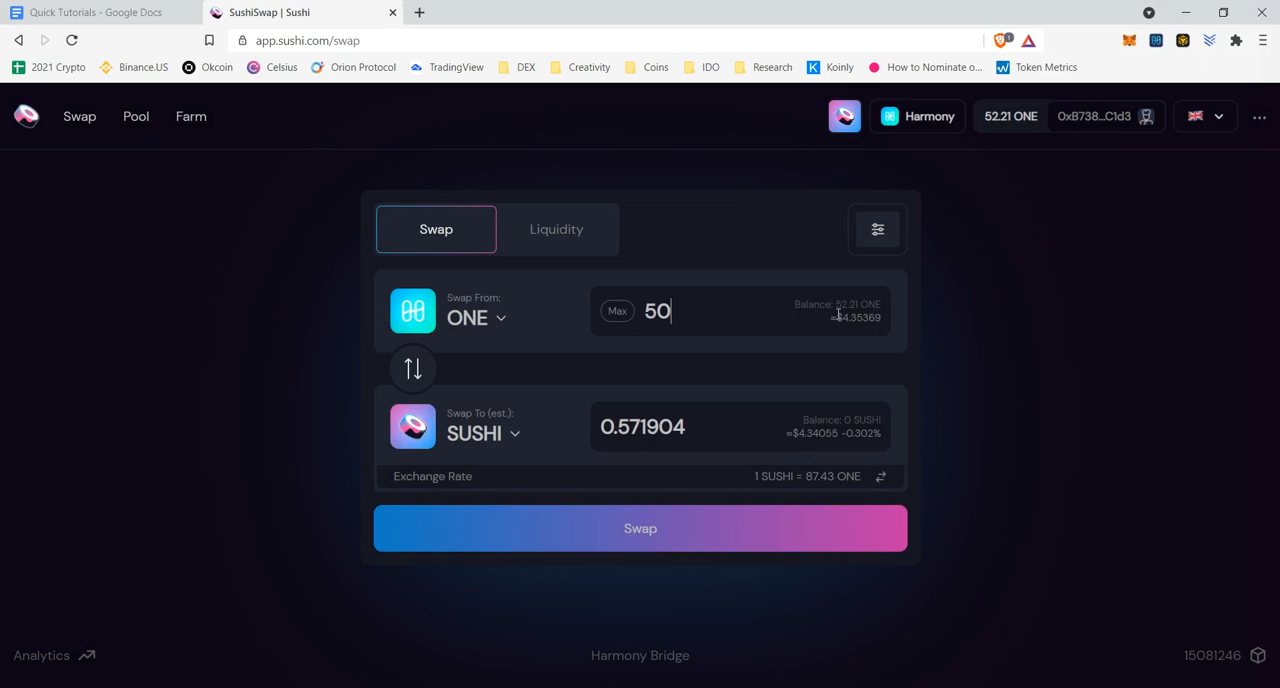 Quick Tutorials - Google Docs
SushiSwap | Sushi
app.sushi.com/swap
1
2021 Crypto
Binance.US
Okcoin
Celsius
Orion Protocol
TradingView
DEX
Creativity
Coins
IDO
Research
Koinly
How to Nominate o...
Token Metrics
Swap
Pool
Farm
Harmony
52.21 ONE
0xB738...C1d3
Swap
Liquidity
Swap From:
ONE
Max
50
Balance: 52.21 ONE
≈$4.35369
Swap To (est.):
SUSHI
0.571904
Balance: 0 SUSHI
≈$4.34055 -0.302%
Exchange Rate
1 SUSHI = 87.43 ONE
Swap
Analytics
Harmony Bridge
15081246